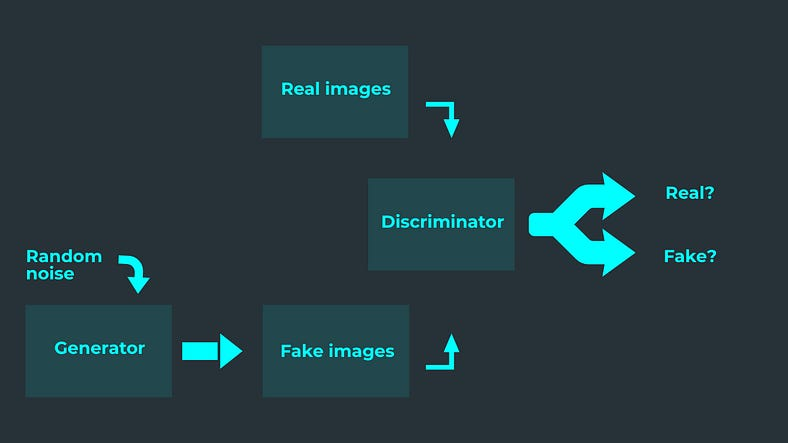 Real images
Discriminator
Real?
Fake?
Random
noise
Generator
Fake images